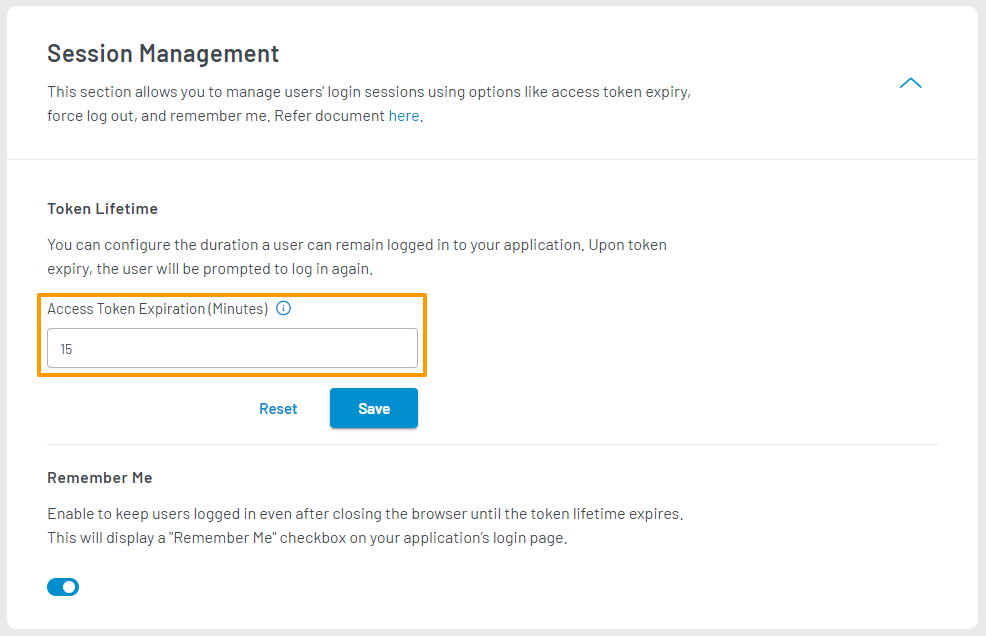 Session Management
This section allows you to manage users' login sessions using options like access token expiry,
force log out, and remember me. Refer document here.
Token Lifetime
You can configure the duration a user can remain logged in to your application. Upon token
expiry, the user will be prompted to log in again.
Access Token Expiration (Minutes)
15
Reset Save
Remember Me
Enable to keep users logged in even after closing the browser until the token lifetime expires.
This will display a "Remember Me" checkbox on your application’s login page.